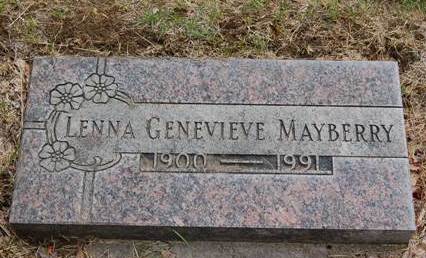 LENNA GENEVIEVE MAYBERRY
1900 — 1991